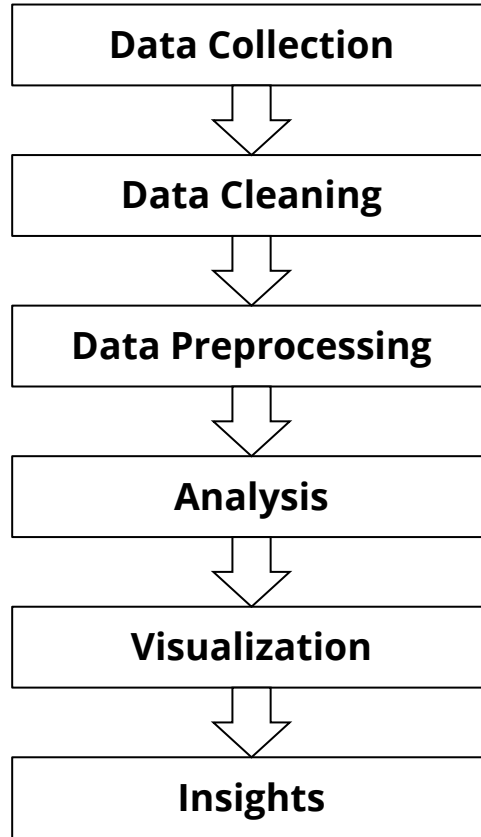 Data Collection
Data Cleaning
Data Preprocessing
Analysis
Visualization
Insights